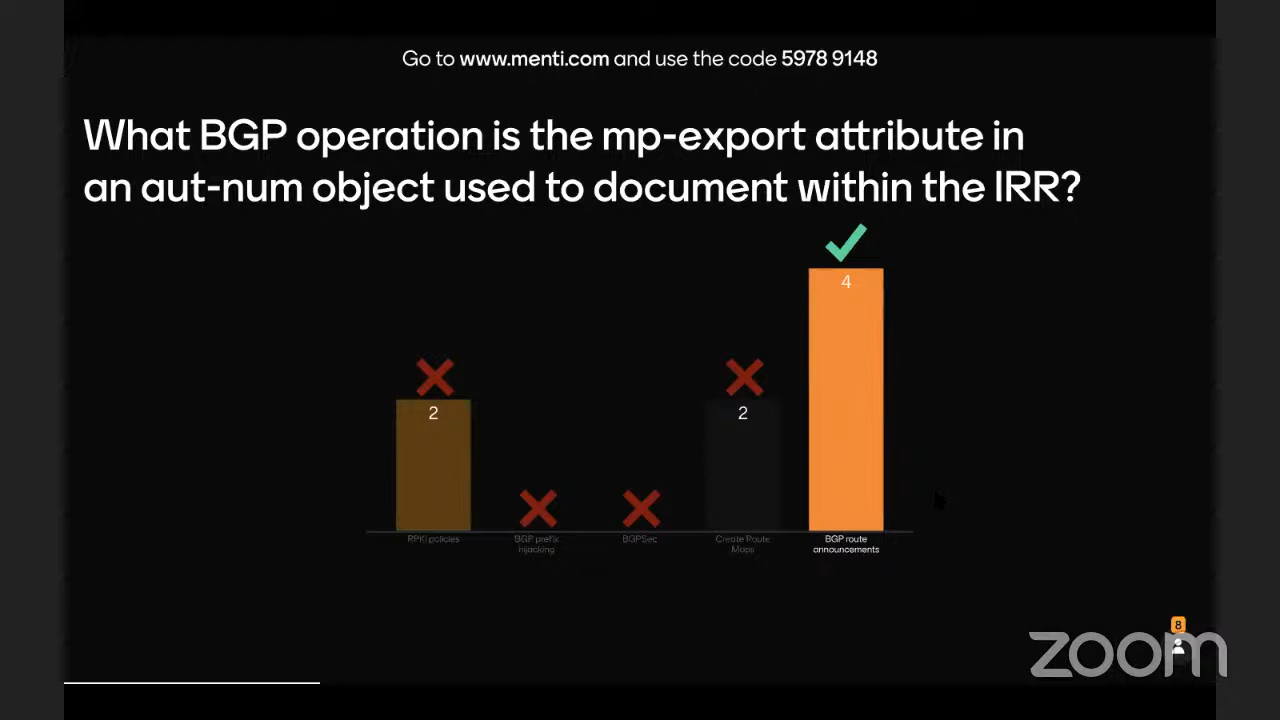 Go to www.menti.com and use the code 5978 9148
What BGP operation is the mp-export attribute in
an aut-num object used to document within the IRR?
4
2
2
RPKI policies
BGP prefix
hijacking
BGPSec
Create Route
Maps
BGP route
announcements
8
zoom